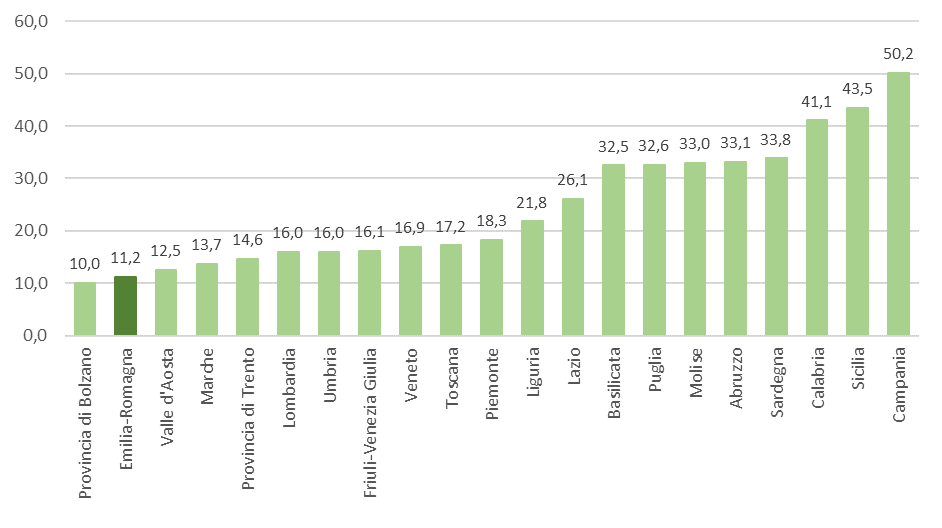 60,0
50,0
40,0
30,0
20,0
10,0
0,0
10,0
11,2
12,5
13,7
14,6
16,0
16,0
16,1
16,9
17,2
18,3
21,8
26,1
32,5
32,6
33,0
33,1
33,8
41,1
43,5
50,2
Provincia di Bolzano
Emilia-Romagna
Valle d'Aosta
Marche
Provincia di Trento
Lombardia
Umbria
Friuli-Venezia Giulia
Veneto
Toscana
Piemonte
Liguria
Lazio
Basilicata
Puglia
Molise
Abruzzo
Sardegna
Calabria
Sicilia
Campania